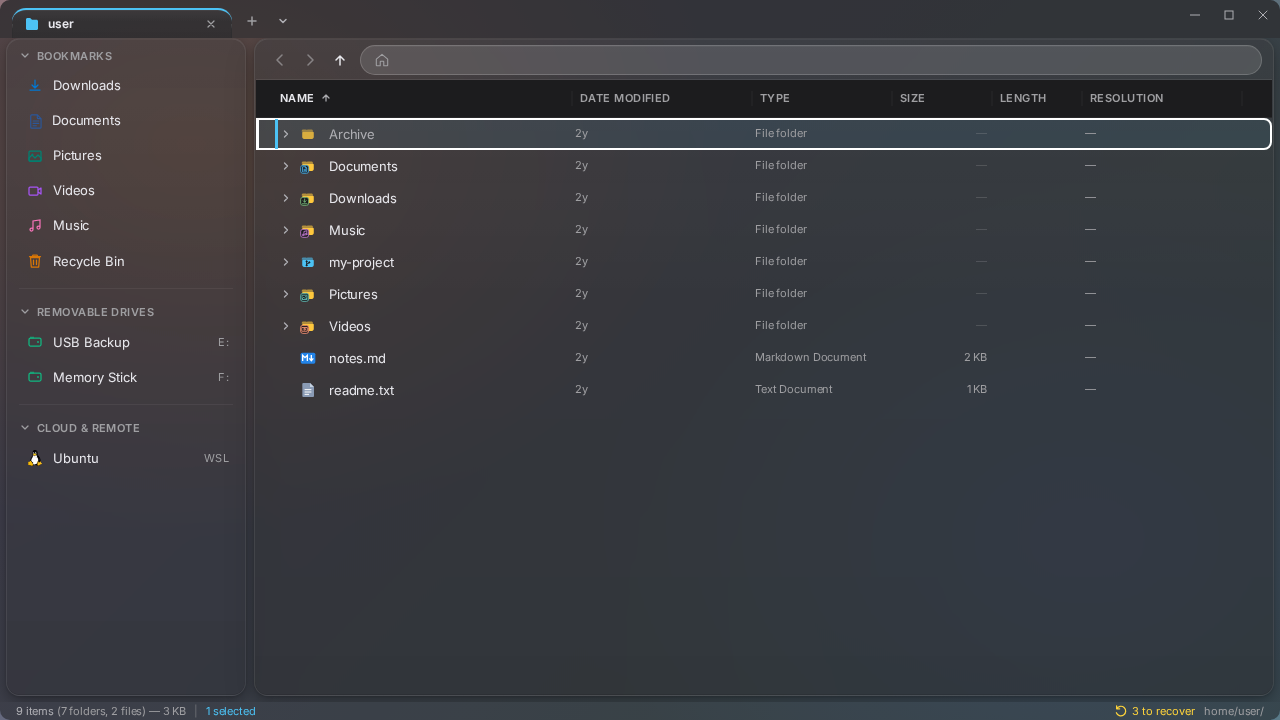 user
BOOKMARKS
Downloads
Documents
Pictures
Videos
Music
Recycle Bin
REMOVABLE DRIVES
USB Backup E:
Memory Stick F:
CLOUD & REMOTE
Ubuntu WSL
NAME DATE MODIFIED TYPE SIZE LENGTH RESOLUTION
Archive 2y File folder — —
Documents 2y File folder — —
Downloads 2y File folder — —
Music 2y File folder — —
my-project 2y File folder — —
Pictures 2y File folder — —
Videos 2y File folder — —
notes.md 2y Markdown Document 2 KB —
readme.txt 2y Text Document 1 KB —
9 items (7 folders, 2 files) — 3 KB | 1 selected 3 to recover home/user/